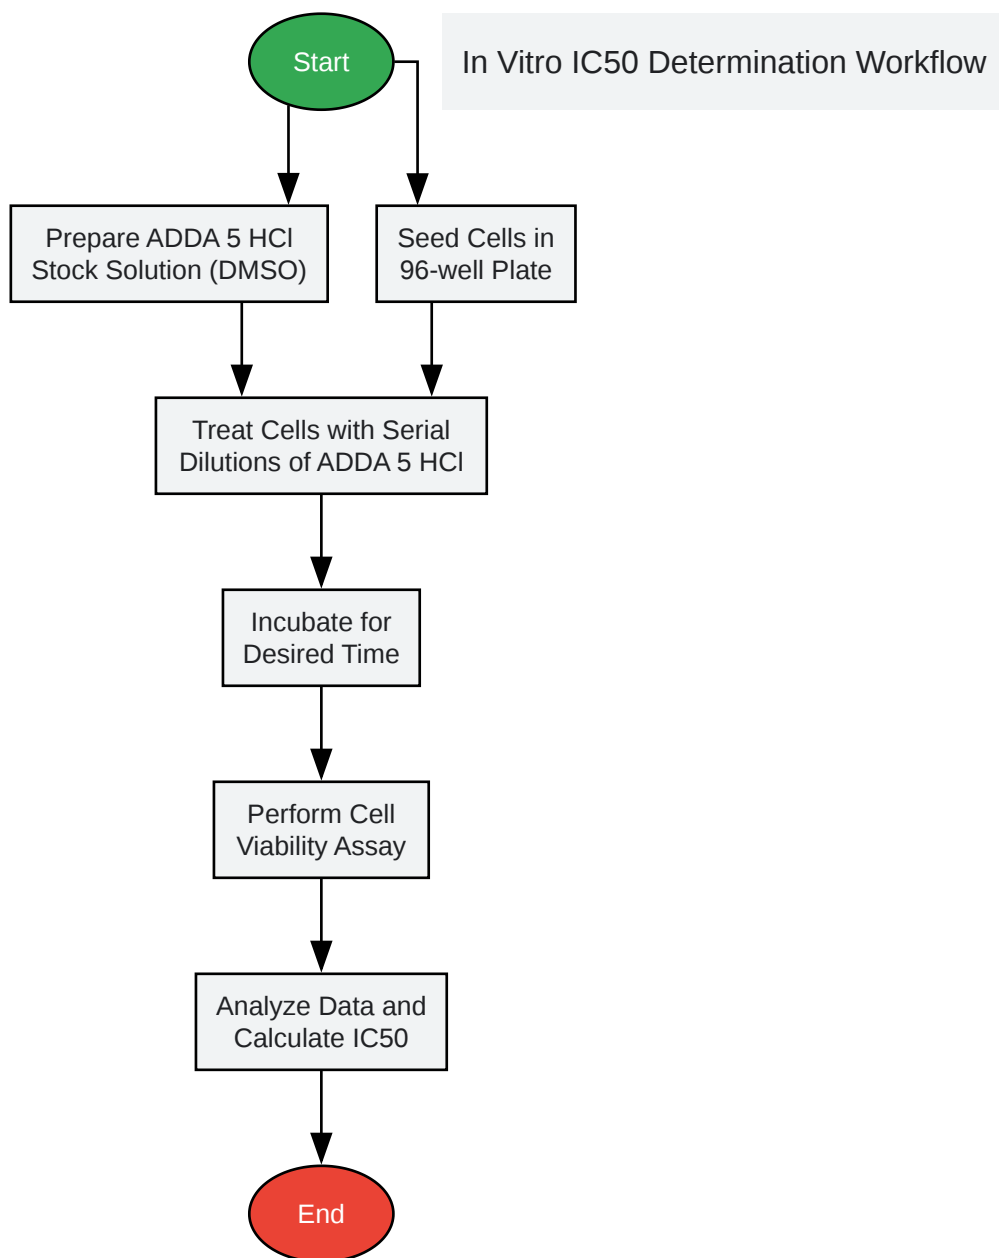 Start
In Vitro IC50 Determination Workflow
Prepare ADDA 5 HCl
Stock Solution (DMSO)
Seed Cells in
96-well Plate
Treat Cells with Serial
Dilutions of ADDA 5 HCl
Incubate for
Desired Time
Perform Cell
Viability Assay
Analyze Data and
Calculate IC50
End